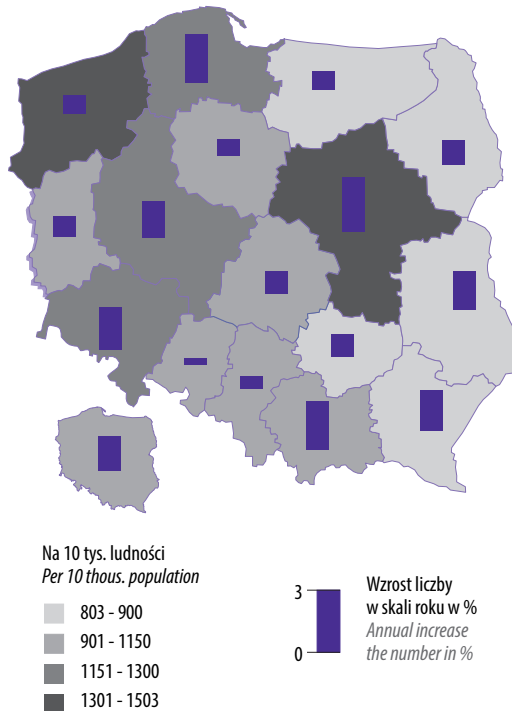 Na 10 tys. ludności
Per 10 thous. population
803 - 900
901 - 1150
1151 - 1300
1301 - 1503
3
0
Wzrost liczby
w skali roku w %
Annual increase
the number in %